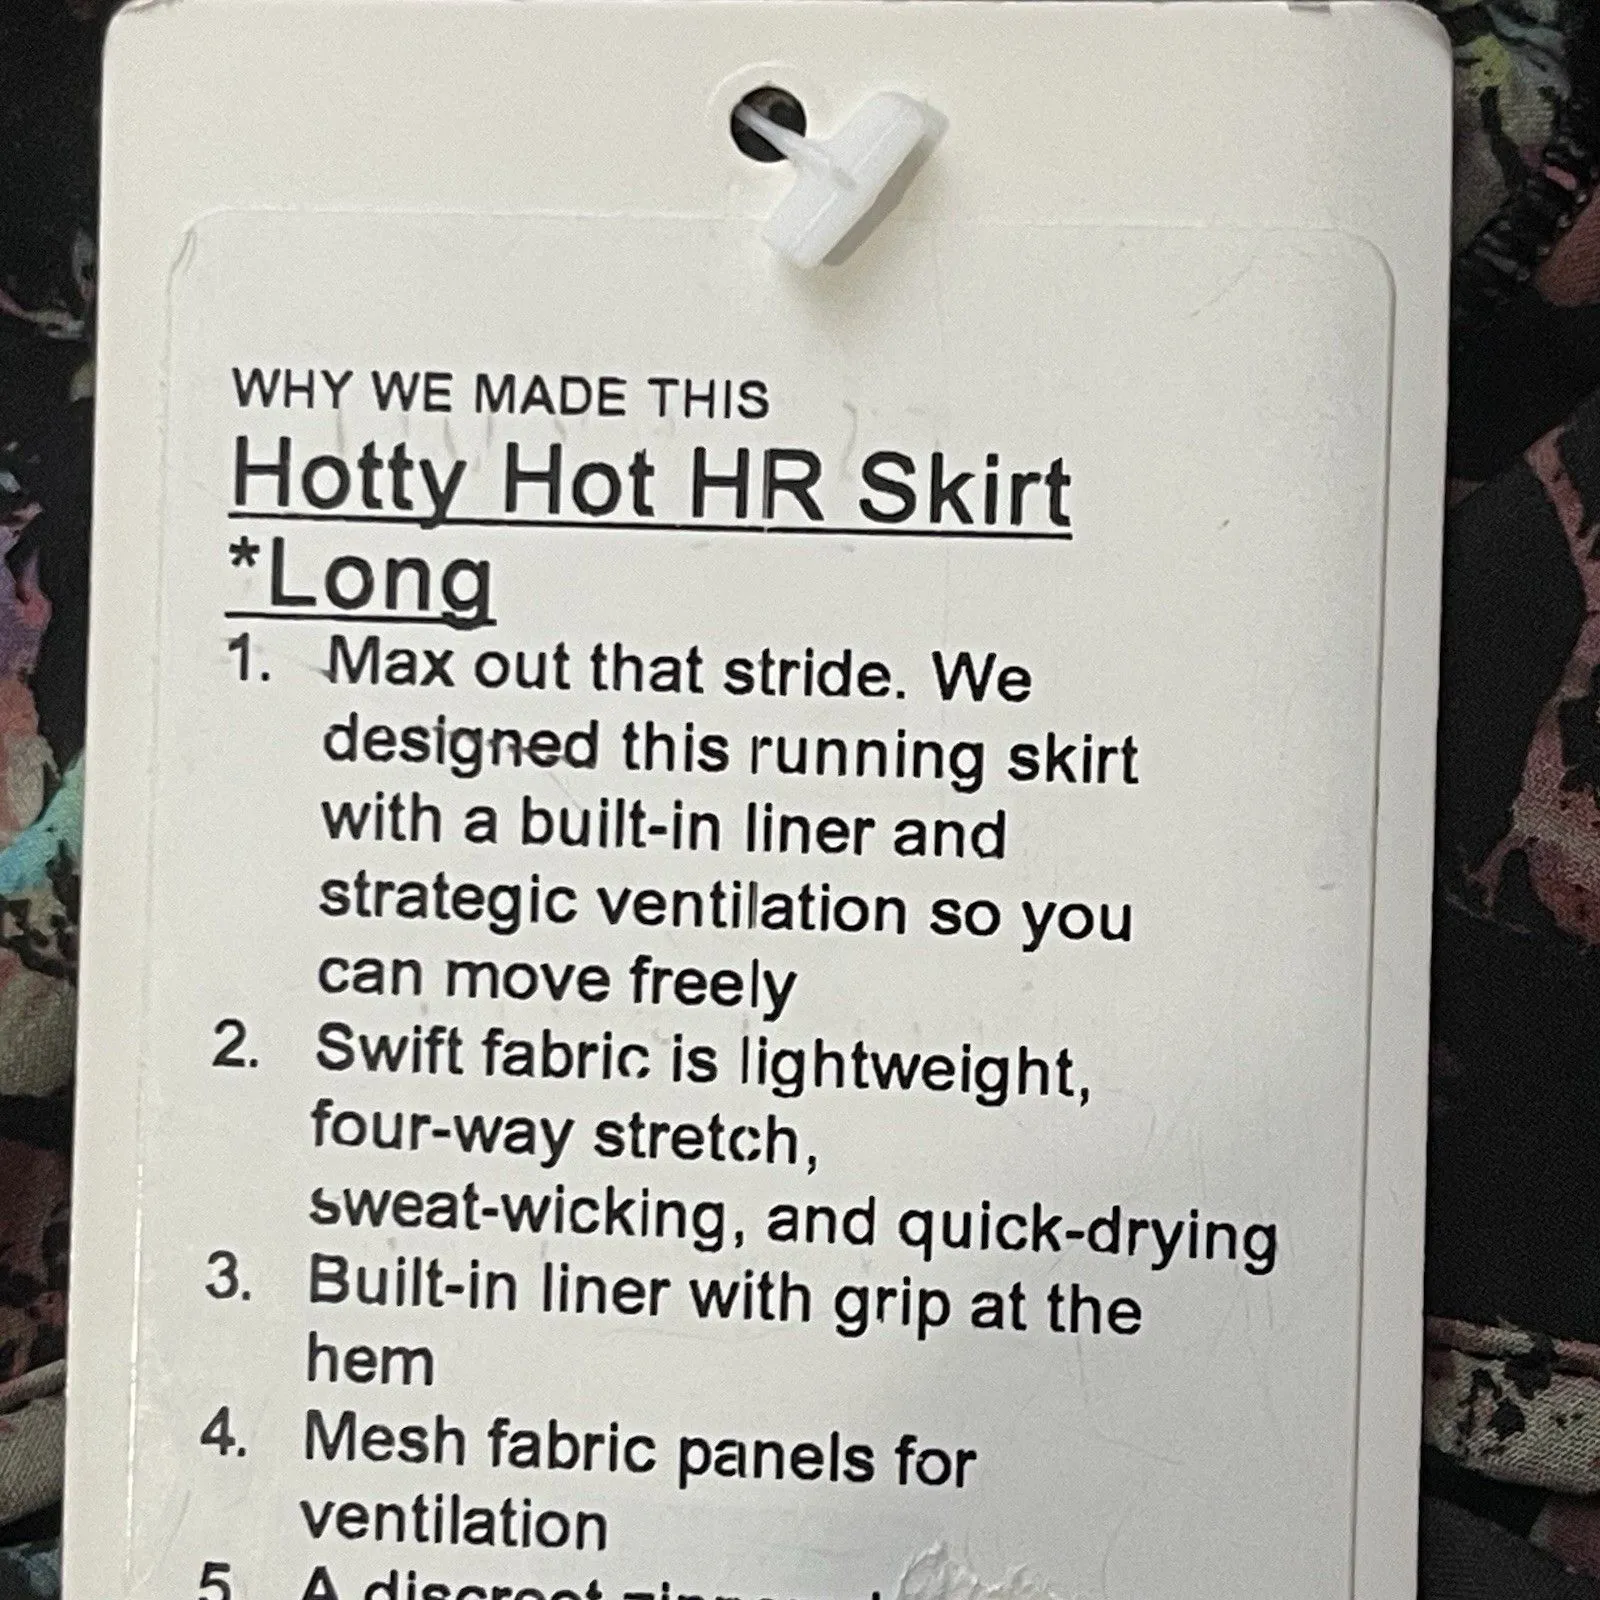 WHY WE MADE THIS
Hotty Hot HR Skirt
*Long
1. Max out that stride. We
designed this running skirt
with a built-in liner and
strategic ventilation so you
can move freely
2. Swift fabric is lightweight,
four-way stretch,
sweat-wicking, and quick-drying
3. Built-in liner with grip at the
hem
4. Mesh fabric panels for
ventilation
5. A discreet